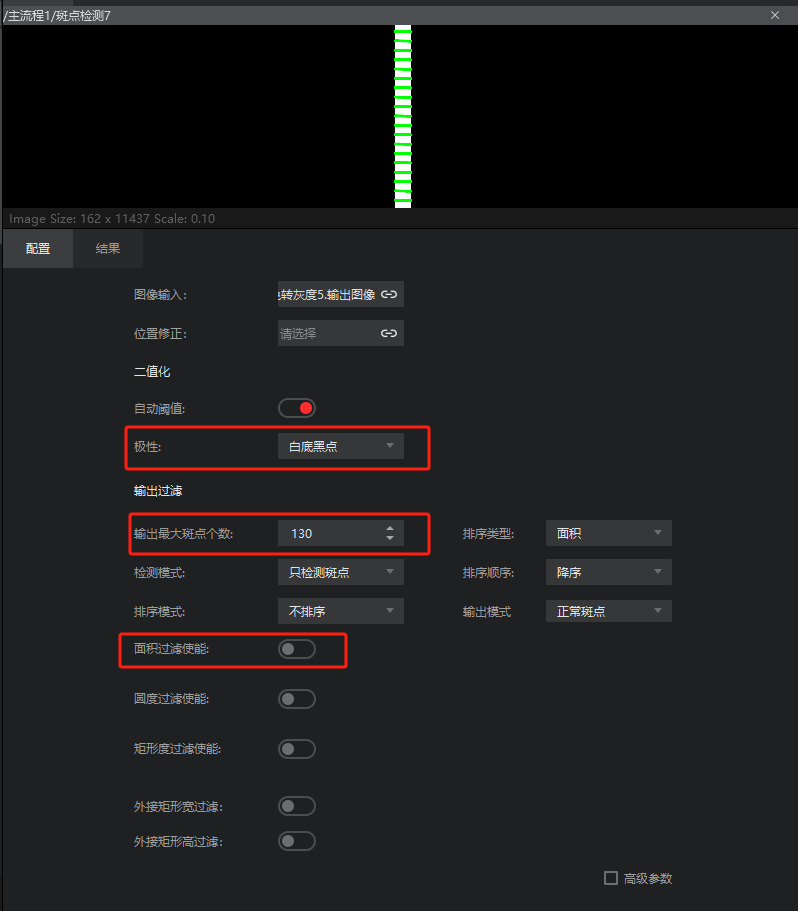 /主流程1/斑点检测7
Image Size: 162 x 11437 Scale: 0.10
配置 结果
图像输入: 转灰度5.输出图像
位置修正: 请选择
二值化
自动阈值:
极性: 白底黑点
输出过滤
输出最大斑点个数: 130 排序类型: 面积
检测模式: 只检测斑点 排序顺序: 降序
排序模式: 不排序 输出模式 正常斑点
面积过滤使能:
圆度过滤使能:
矩形度过滤使能:
外接矩形宽过滤:
外接矩形高过滤:
高级参数